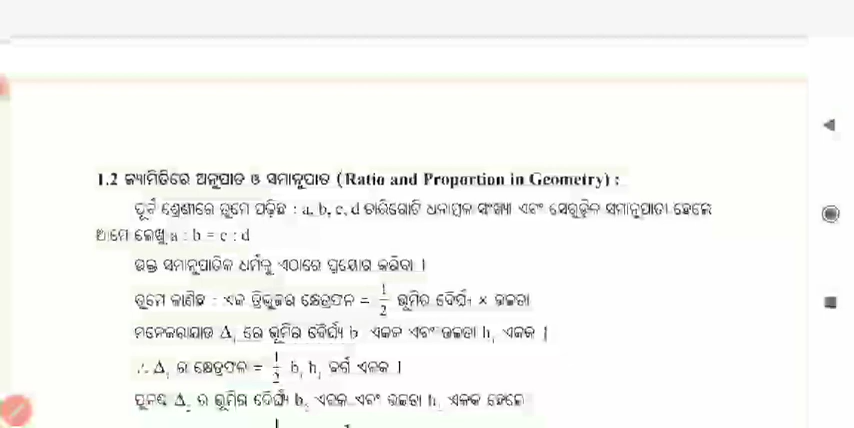 1.2 ଜ୍ୟାମିତିରେ ଅନୁପାତ ଓ ସମାନୁପାତ (Ratio and Proportion in Geometry) :
ପୂର୍ବ ଶ୍ରେଣୀରେ ତୁମେ ପଢ଼ିଛ : a, b, c, d ଚାରିଗୋଟି ଧନାତ୍ମକ ସଂଖ୍ୟା ଏବଂ ସେଗୁଡ଼ିକ ସମାନୁପାତୀ ହେଲେ
ଆମେ ଲେଖୁ a : b = c : d
ଉକ୍ତ ସମାନୁପାତିକ ଧର୍ମକୁ ଏଠାରେ ପ୍ରୟୋଗ କରିବା ।
ତୁମେ ଜାଣିଛ : ଏକ ତ୍ରିଭୁଜର କ୍ଷେତ୍ରଫଳ = 1/2 ଭୂମିର ଦୈର୍ଘ୍ୟ × ଉଚ୍ଚତା
ମନେକରାଯାଉ Δ₁ ରେ ଭୂମିର ଦୈର୍ଘ୍ୟ b ଏକକ ଏବଂ ଉଚ୍ଚତା h₁ ଏକକ |
∴ Δ₁ ର କ୍ଷେତ୍ରଫଳ = 1/2 b₁ h₁ ବର୍ଗ ଏକକ |
ପୁନଶ୍ଚ Δ₂ ର ଭୂମିର ଦୈର୍ଘ୍ୟ b₂ ଏକକ ଏବଂ ଉଚ୍ଚତା h₂ ଏକକ ହେଲେ